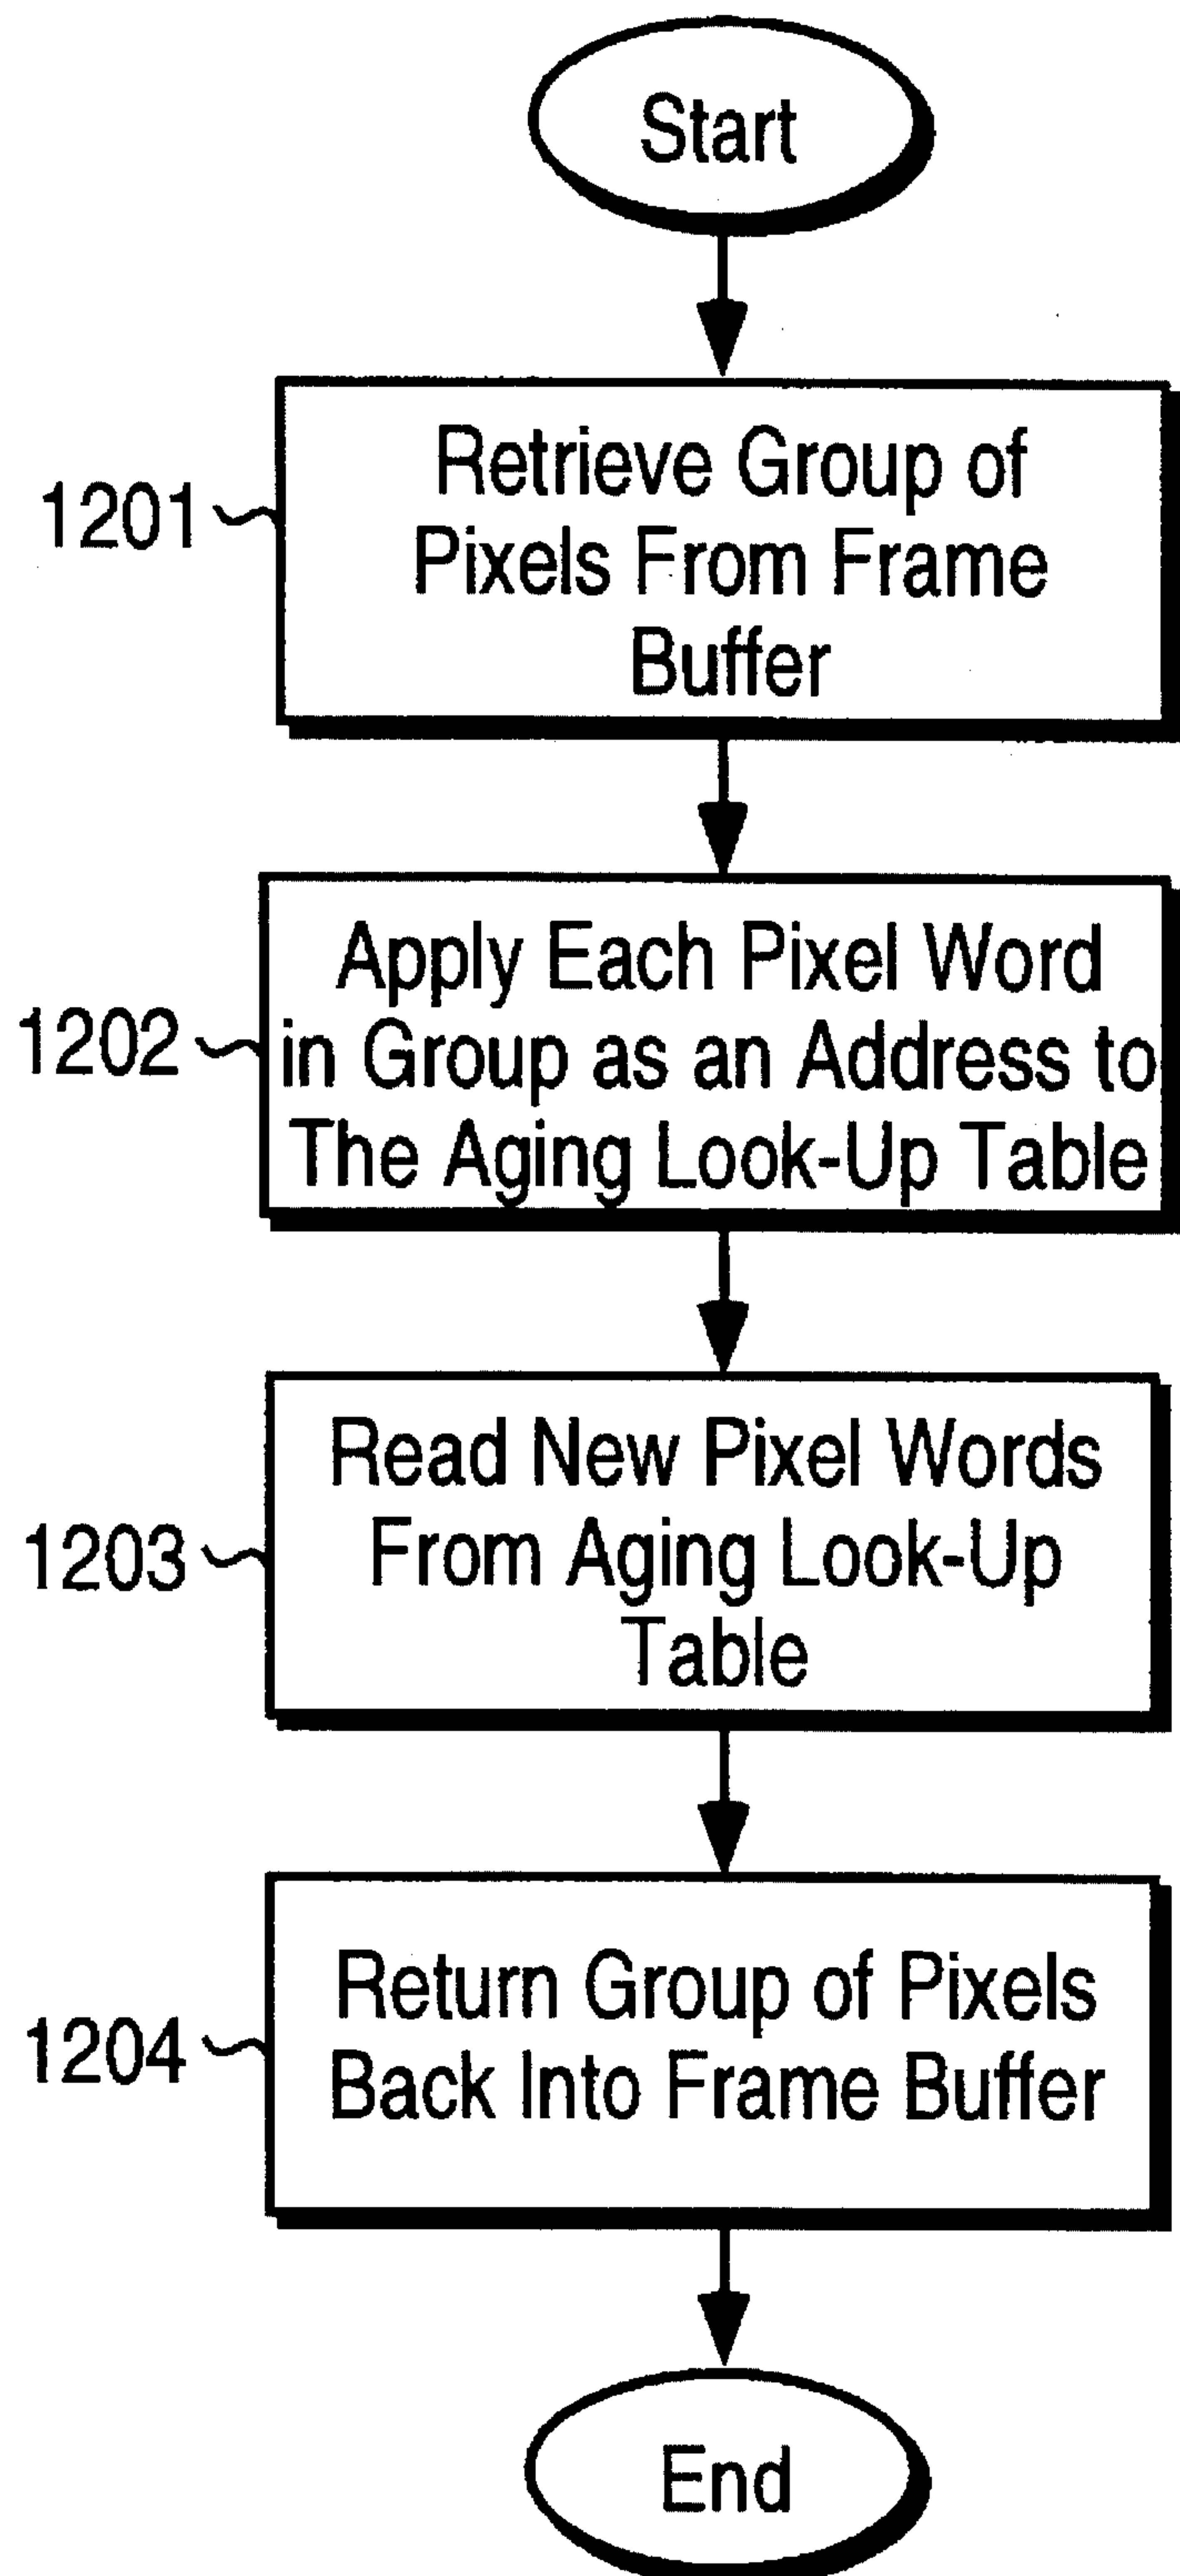 Start
1201
Retrieve Group of
Pixels From Frame
Buffer
1202
Apply Each Pixel Word
in Group as an Address to
The Aging Look-Up Table
1203
Read New Pixel Words
From Aging Look-Up
Table
1204
Return Group of Pixels
Back Into Frame Buffer
End